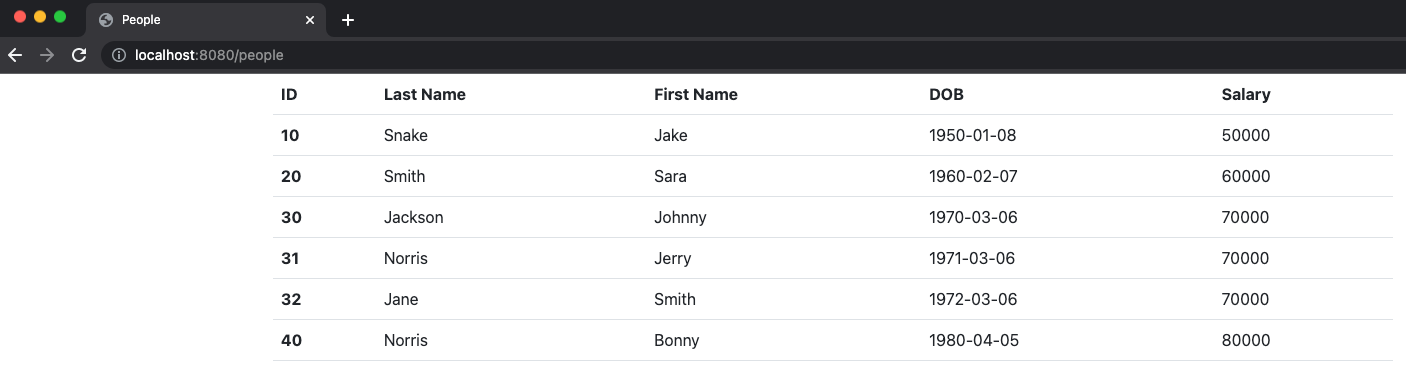 People
localhost:8080/people
ID Last Name First Name DOB Salary
10 Snake Jake 1950-01-08 50000
20 Smith Sara 1960-02-07 60000
30 Jackson Johnny 1970-03-06 70000
31 Norris Jerry 1971-03-06 70000
32 Jane Smith 1972-03-06 70000
40 Norris Bonny 1980-04-05 80000